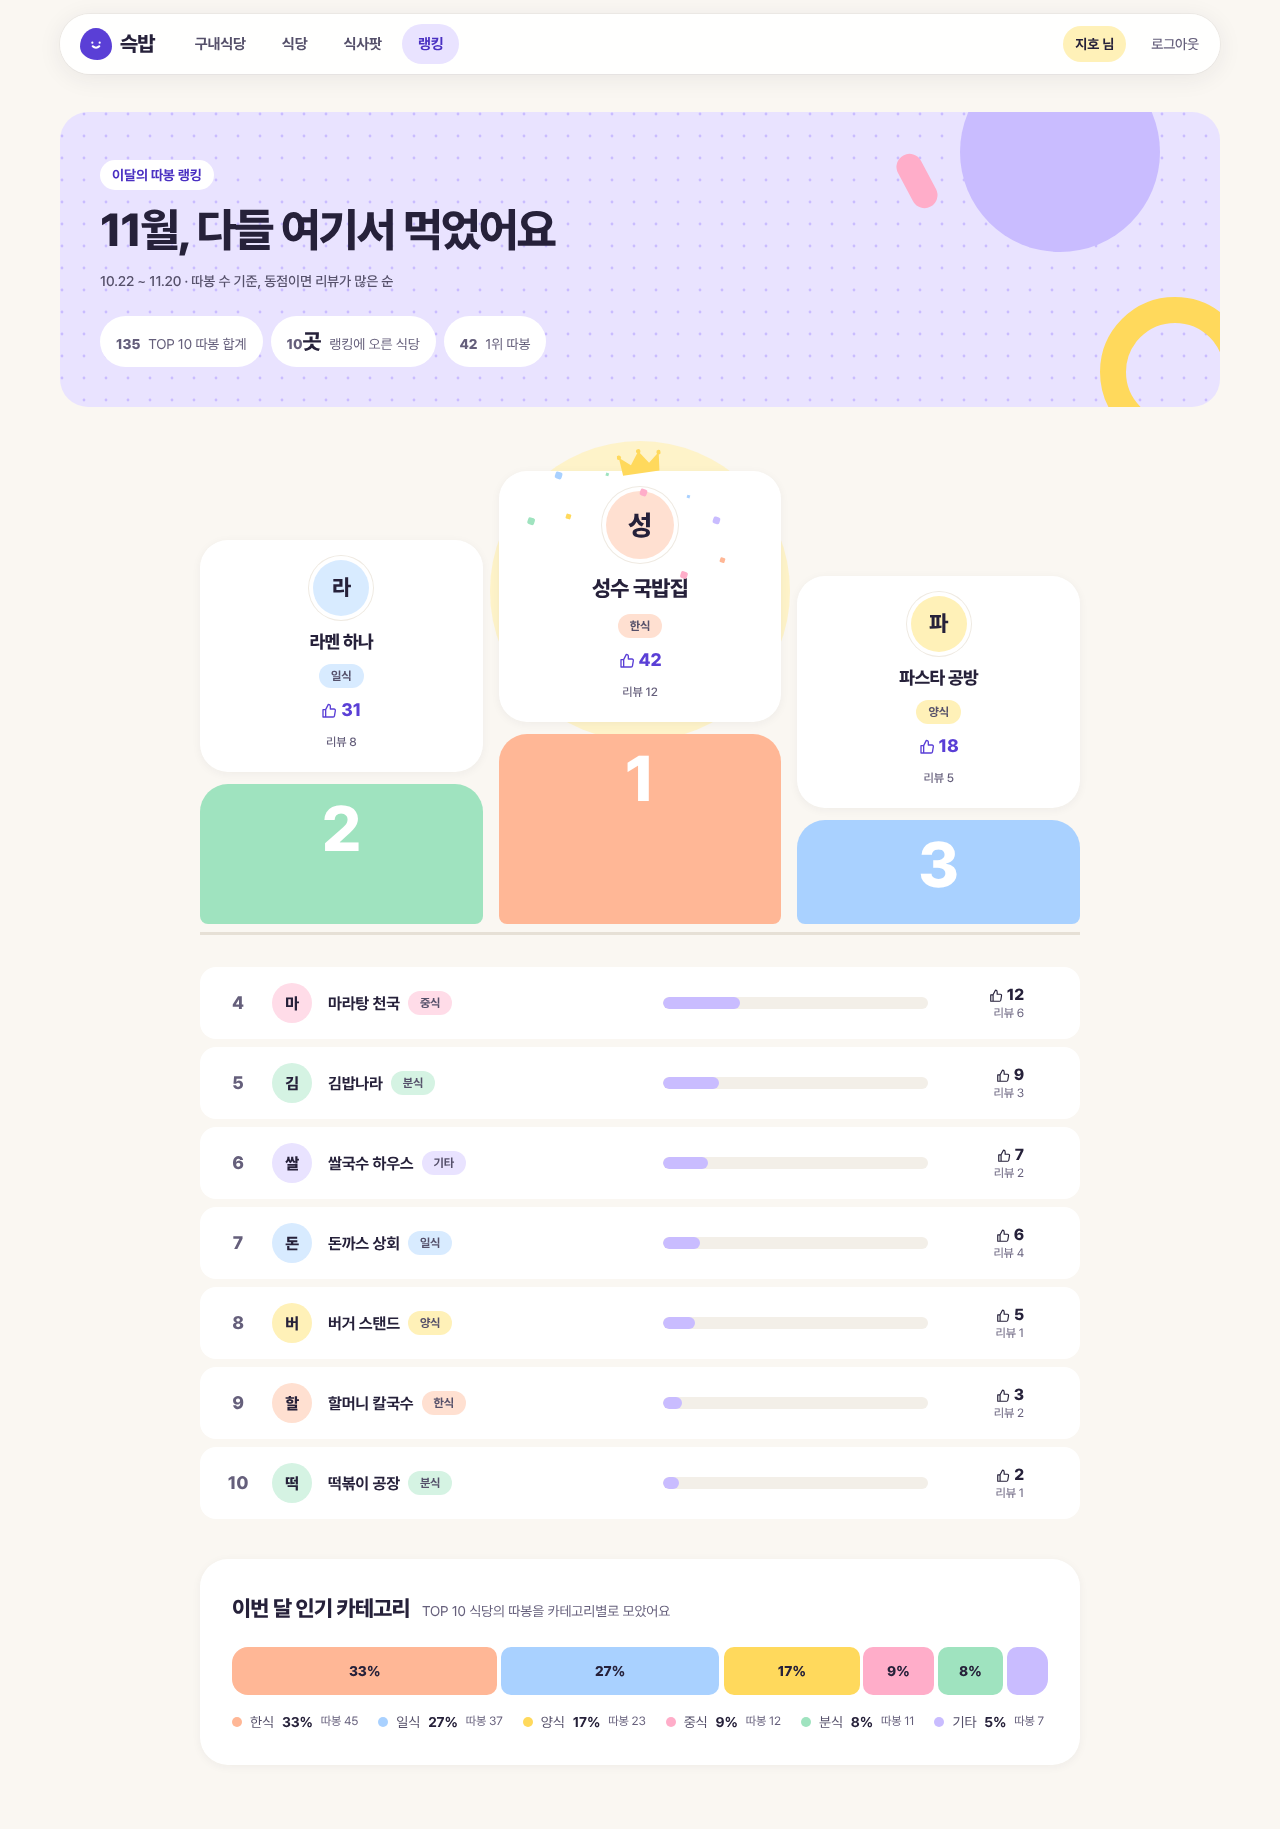 슥밥
구내식당 식당 식사팟 랭킹
지호 님 로그아웃
이달의 따봉 랭킹
11월, 다들 여기서 먹었어요
10.22 ~ 11.20 · 따봉 수 기준, 동점이면 리뷰가 많은 순
135 TOP 10 따봉 합계
10곳 랭킹에 오른 식당
42 1위 따봉
라
라멘 하나
일식
31
리뷰 8
2
성
성수 국밥집
한식
42
리뷰 12
1
파
파스타 공방
양식
18
리뷰 5
3
4 마 마라탕 천국 중식 12
리뷰 6
5 김 김밥나라 분식 9
리뷰 3
6 쌀 쌀국수 하우스 기타 7
리뷰 2
7 돈 돈까스 상회 일식 6
리뷰 4
8 버 버거 스탠드 양식 5
리뷰 1
9 할 할머니 칼국수 한식 3
리뷰 2
10 떡 떡볶이 공장 분식 2
리뷰 1
이번 달 인기 카테고리 TOP 10 식당의 따봉을 카테고리별로 모았어요
33% 27% 17% 9% 8%
한식 33% 따봉 45 일식 27% 따봉 37 양식 17% 따봉 23 중식 9% 따봉 12 분식 8% 따봉 11 기타 5% 따봉 7